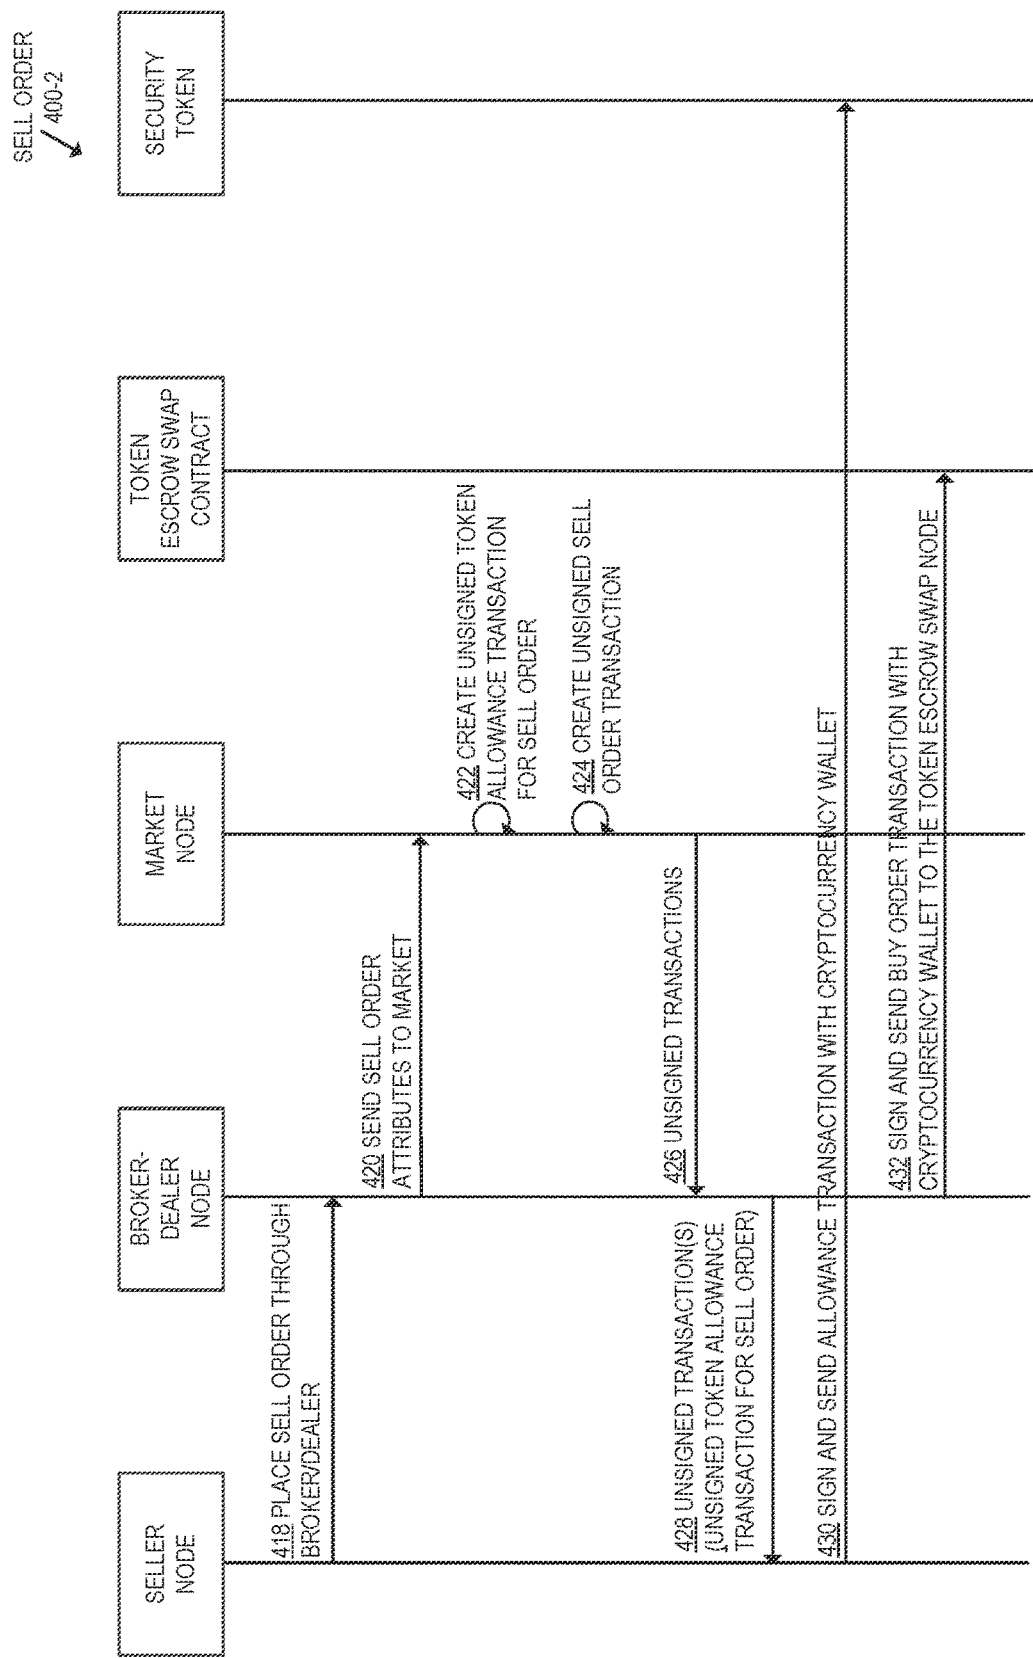 SELL ORDER
400-2
SELLER
NODE
BROKER-
DEALER
NODE
MARKET
NODE
TOKEN
ESCROW SWAP
CONTRACT
SECURITY
TOKEN
418 PLACE SELL ORDER THROUGH
BROKER/DEALER
420 SEND SELL ORDER
ATTRIBUTES TO MARKET
422 CREATE UNSIGNED TOKEN
ALLOWANCE TRANSACTION
FOR SELL ORDER
424 CREATE UNSIGNED SELL
ORDER TRANSACTION
426 UNSIGNED TRANSACTIONS
428 UNSIGNED TRANSACTION(S)
(UNSIGNED TOKEN ALLOWANCE
TRANSACTION FOR SELL ORDER)
430 SIGN AND SEND ALLOWANCE TRANSACTION WITH CRYPTOCURRENCY WALLET
432 SIGN AND SEND BUY ORDER TRANSACTION WITH
CRYPTOCURRENCY WALLET TO THE TOKEN ESCROW SWAP NODE